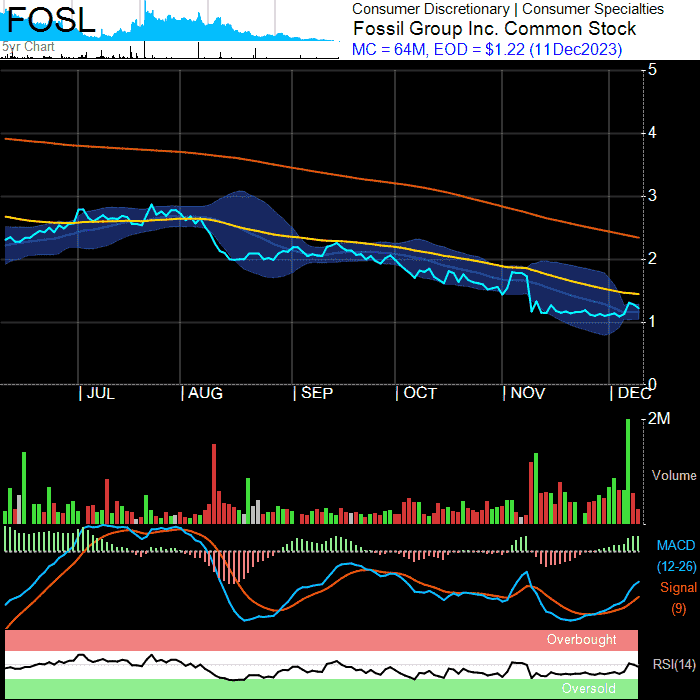 FOSL
5yr Chart
Consumer Discretionary | Consumer Specialties
Fossil Group Inc. Common Stock
MC = 64M, EOD = $1.22 (11Dec2023)
5
4
3
2
1
0
JUL
AUG
SEP
OCT
NOV
DEC
2M
Volume
MACD
(12-26)
Signal
(9)
Overbought
RSI(14)
Oversold